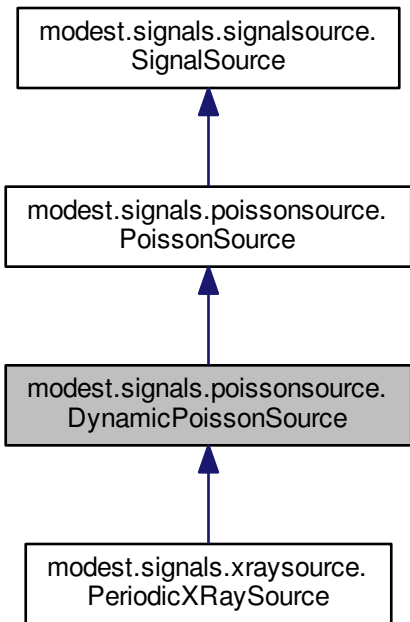 modest.signals.signalsource.
SignalSource
modest.signals.poissonsource.
PoissonSource
modest.signals.poissonsource.
DynamicPoissonSource
modest.signals.xraysource.
PeriodicXRaySource